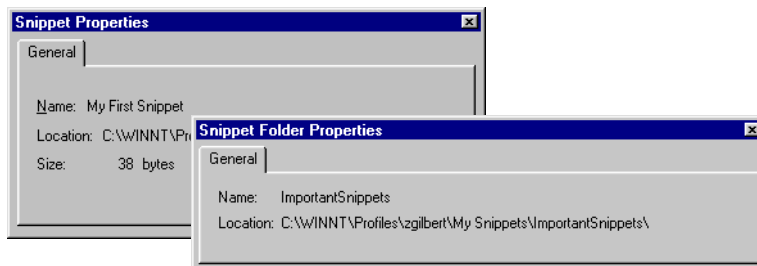 Snippet Properties
General
Name: My First Snippet
Location: C:\WINNT\Pr
Size: 38 bytes
Snippet Folder Properties
General
Name: ImportantSnippets
Location: C:\WINNT\Profiles\zgilbert\My Snippets\ImportantSnippets\